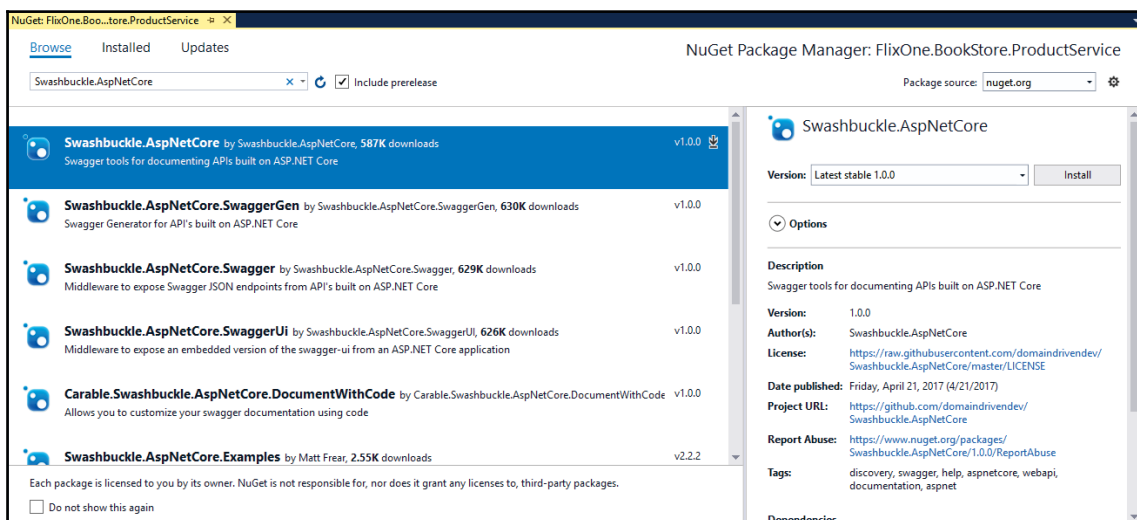 NuGet: FlixOne.Boo...tore.ProductService
Browse Installed Updates
NuGet Package Manager: FlixOne.BookStore.ProductService
Swashbuckle.AspNetCore
Include prerelease
Package source: nuget.org
Swashbuckle.AspNetCore by Swashbuckle.AspNetCore, 587K downloads v1.0.0
Swagger tools for documenting APIs built on ASP.NET Core
Swashbuckle.AspNetCore.SwaggerGen by Swashbuckle.AspNetCore.SwaggerGen, 630K downloads v1.0.0
Swagger Generator for API's built on ASP.NET Core
Swashbuckle.AspNetCore.Swagger by Swashbuckle.AspNetCore.Swagger, 629K downloads v1.0.0
Middleware to expose Swagger JSON endpoints from API's built on ASP.NET Core
Swashbuckle.AspNetCore.SwaggerUi by Swashbuckle.AspNetCore.SwaggerUI, 626K downloads v1.0.0
Middleware to expose an embedded version of the swagger-ui from an ASP.NET Core application
Carable.Swashbuckle.AspNetCore.DocumentWithCode by Carable.Swashbuckle.AspNetCore.DocumentWithCode v1.0.0
Allows you to customize your swagger documentation using code
Swashbuckle.AspNetCore.Examples by Matt Frear, 2.55K downloads v2.2.2
Each package is licensed to you by its owner. NuGet is not responsible for, nor does it grant any licenses to, third-party packages.
Do not show this again
Swashbuckle.AspNetCore
Version: Latest stable 1.0.0 Install
Options
Description
Swagger tools for documenting APIs built on ASP.NET Core
Version: 1.0.0
Author(s): Swashbuckle.AspNetCore
License: https://raw.githubusercontent.com/domaindrivendev/
Swashbuckle.AspNetCore/master/LICENSE
Date published: Friday, April 21, 2017 (4/21/2017)
Project URL: https://github.com/domaindrivendev/
Swashbuckle.AspNetCore
Report Abuse: https://www.nuget.org/packages/
Swashbuckle.AspNetCore/1.0.0/ReportAbuse
Tags: discovery, swagger, help, aspnetcore, webapi,
documentation, aspnet
Dependencies